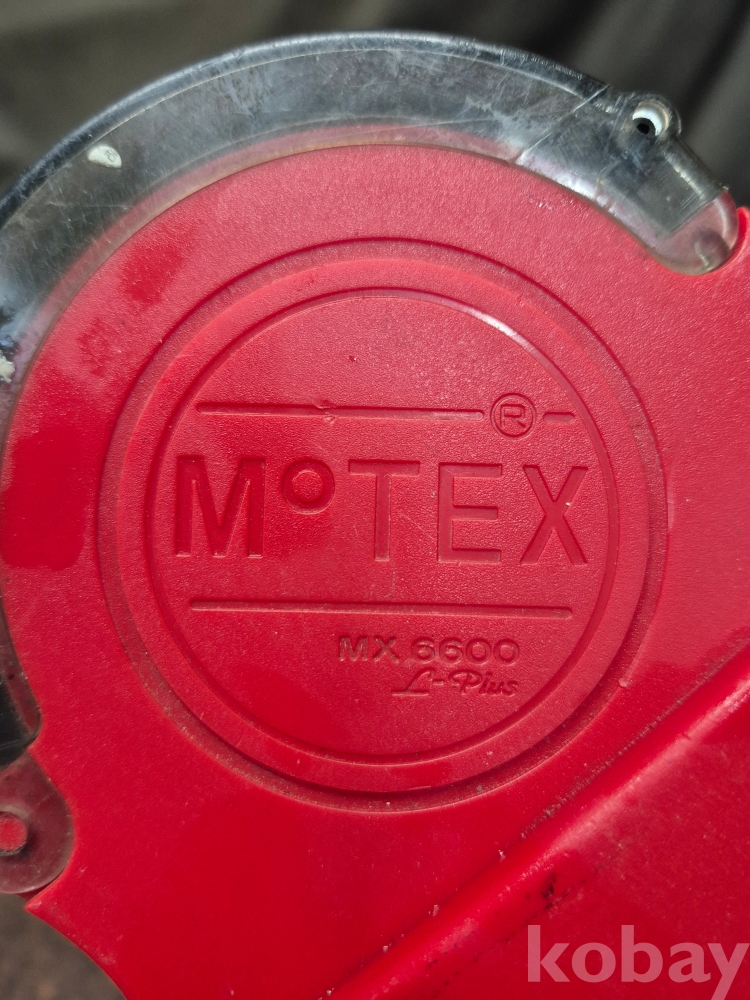 ®
MoTEX
MX 6600
L-Plus
kobay